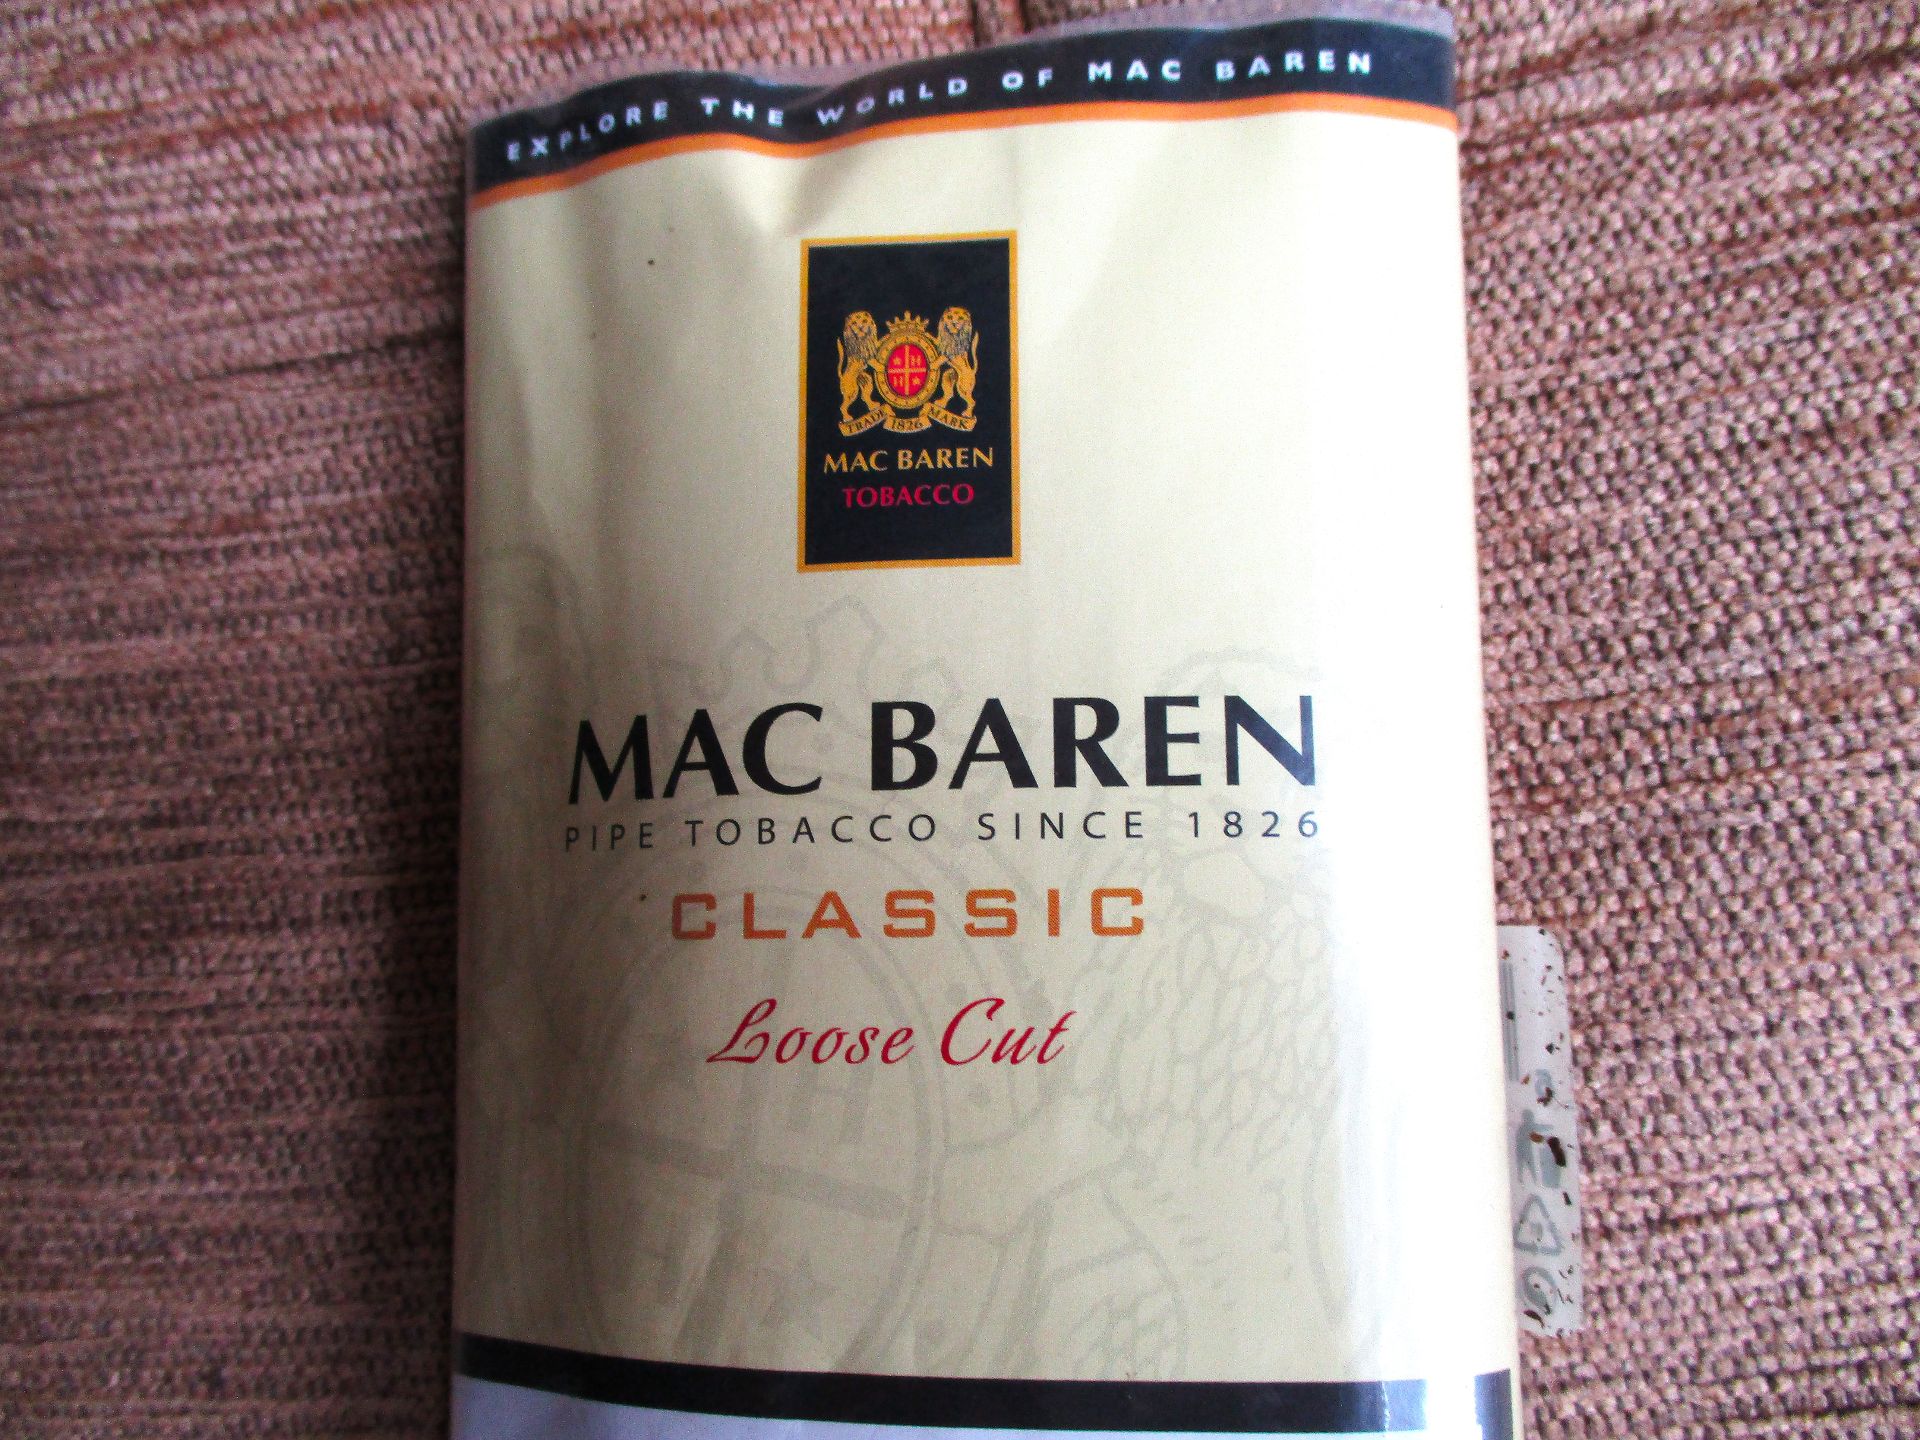 EXPLORE THE WORLD OF MAC BAREN
H
H
TRADE 1826 MARK
MAC BAREN
TOBACCO
MAC BAREN
PIPE TOBACCO SINCE 1826
CLASSIC
Loose Cut